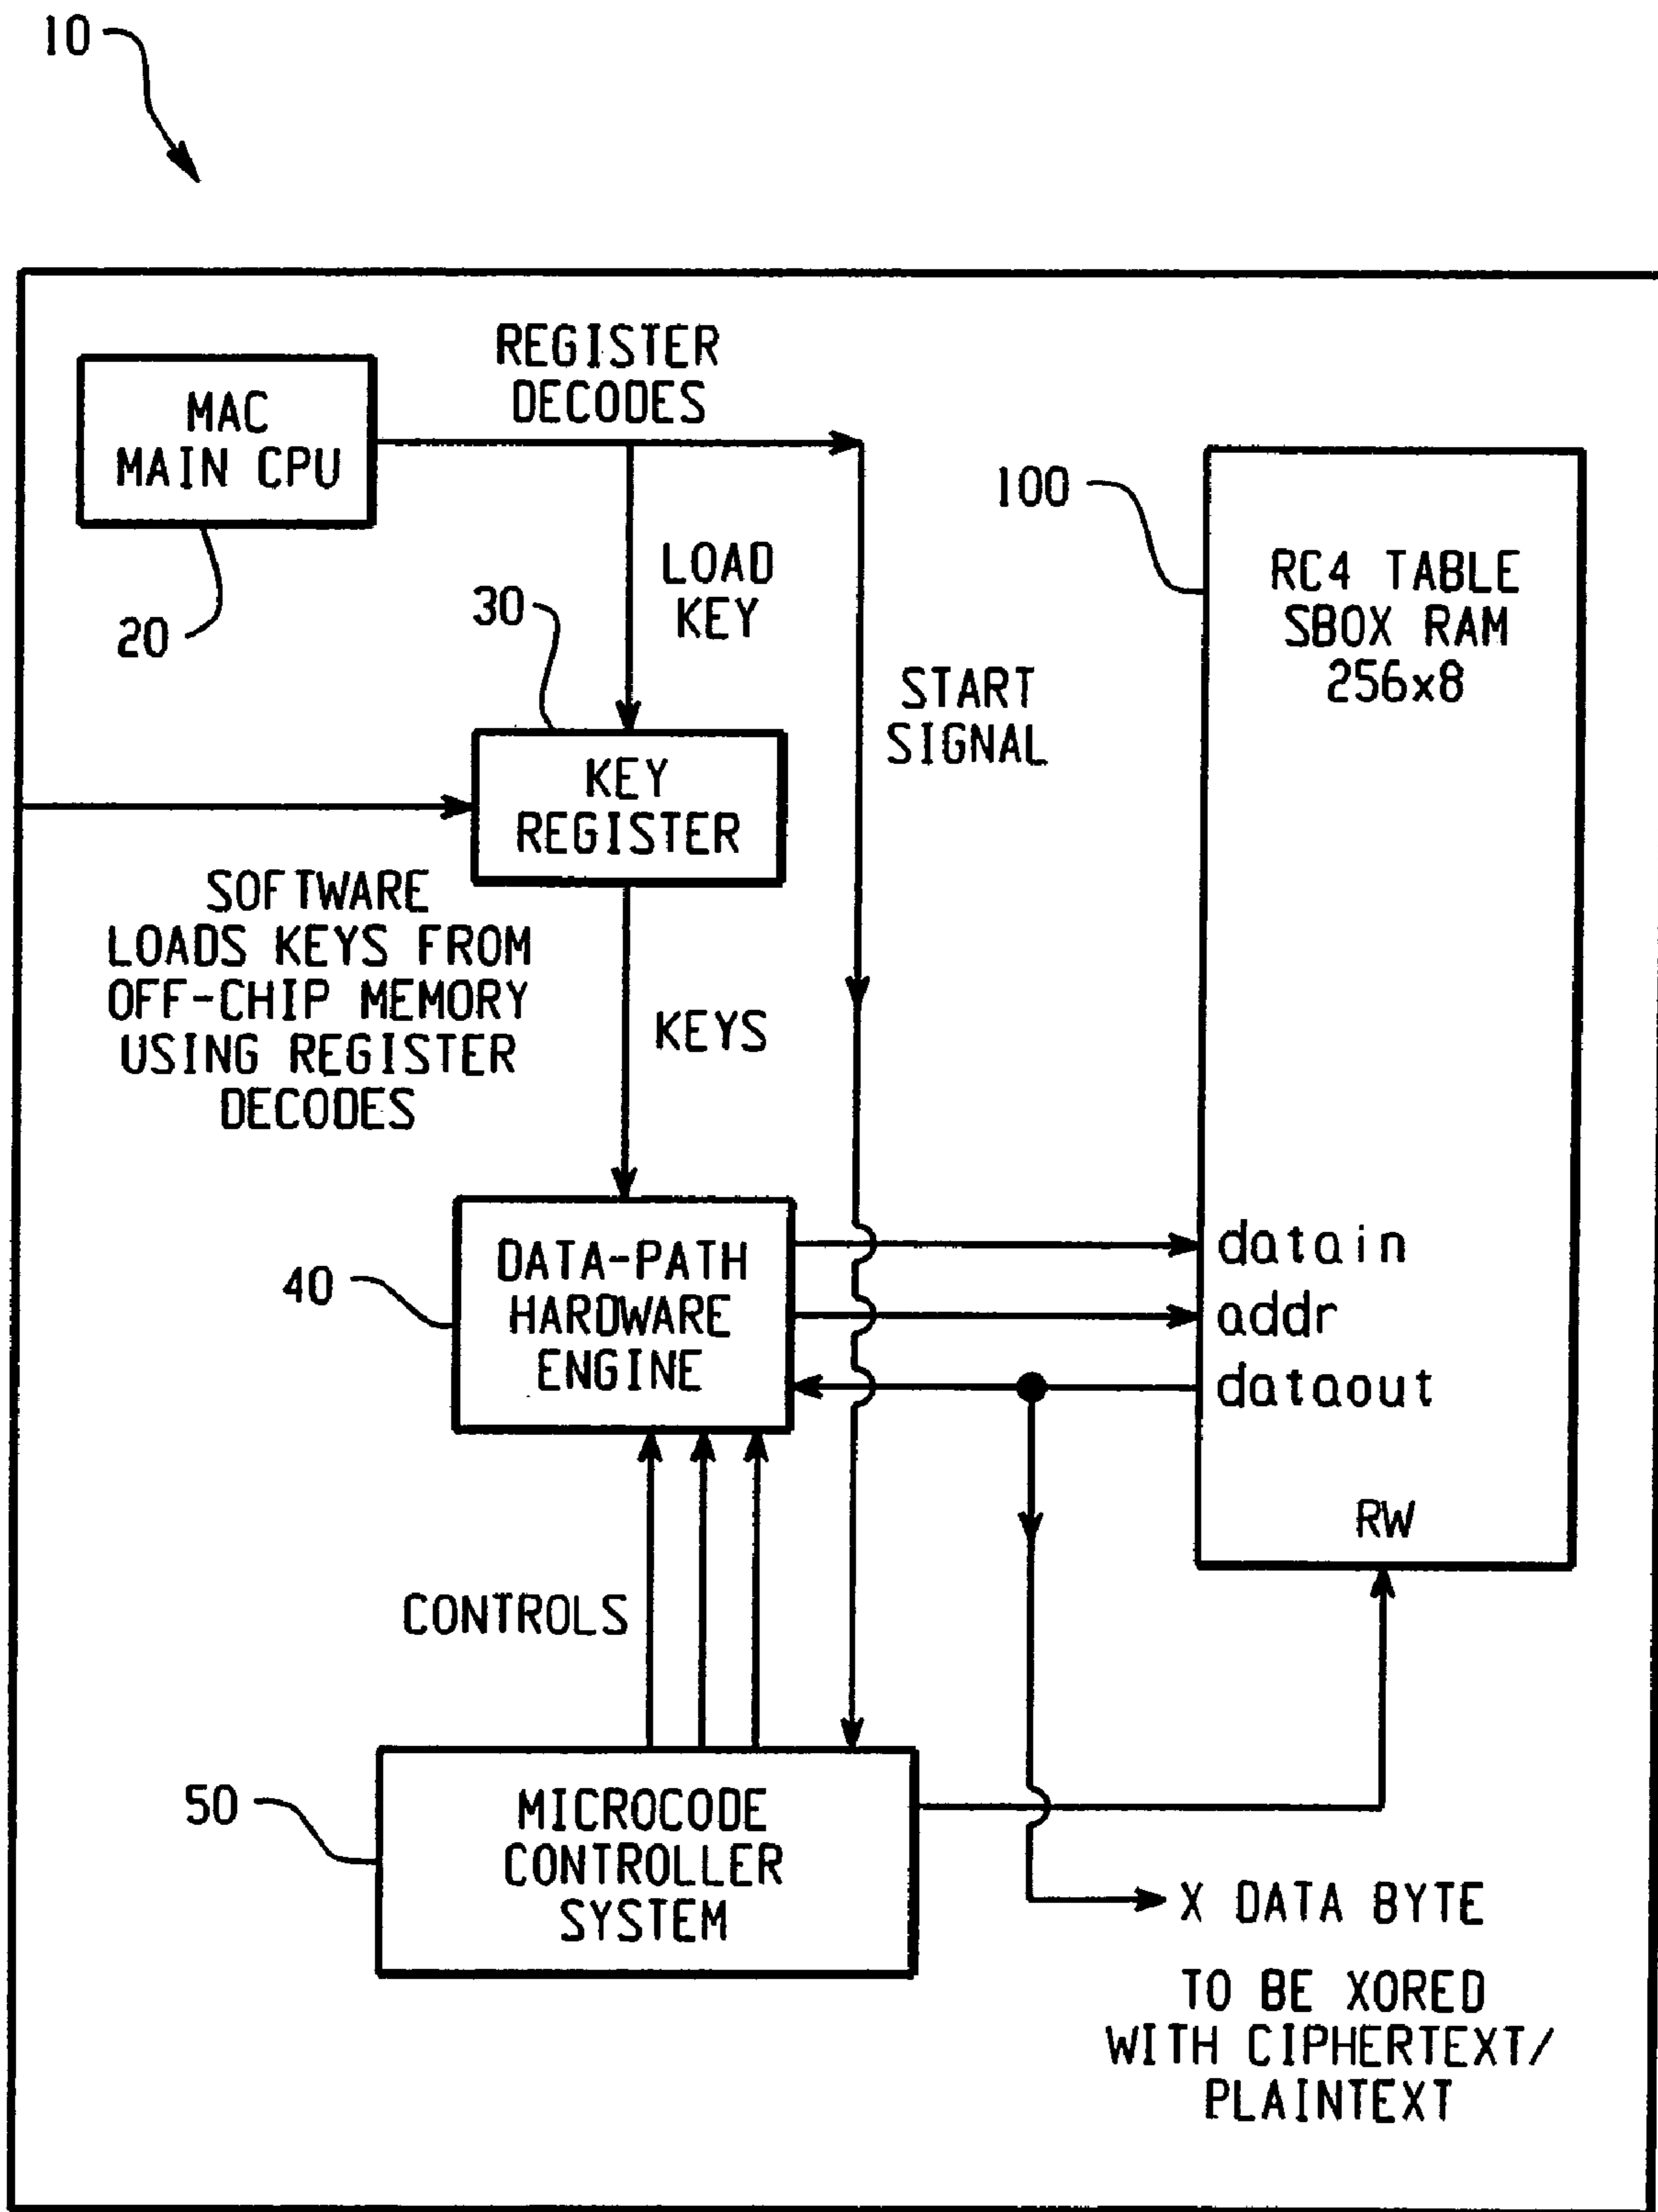 10
REGISTER
DECODES
MAC
MAIN CPU
20
100
RC4 TABLE
SBOX RAM
256x8
LOAD
KEY
30
START
SIGNAL
KEY
REGISTER
SOFTWARE
LOADS KEYS FROM
OFF-CHIP MEMORY
USING REGISTER
DECODES
KEYS
40
DATA-PATH
HARDWARE
ENGINE
datain
addr
dataout
RW
CONTROLS
50
MICROCODE
CONTROLLER
SYSTEM
X DATA BYTE
TO BE XORED
WITH CIPHERTEXT/
PLAINTEXT